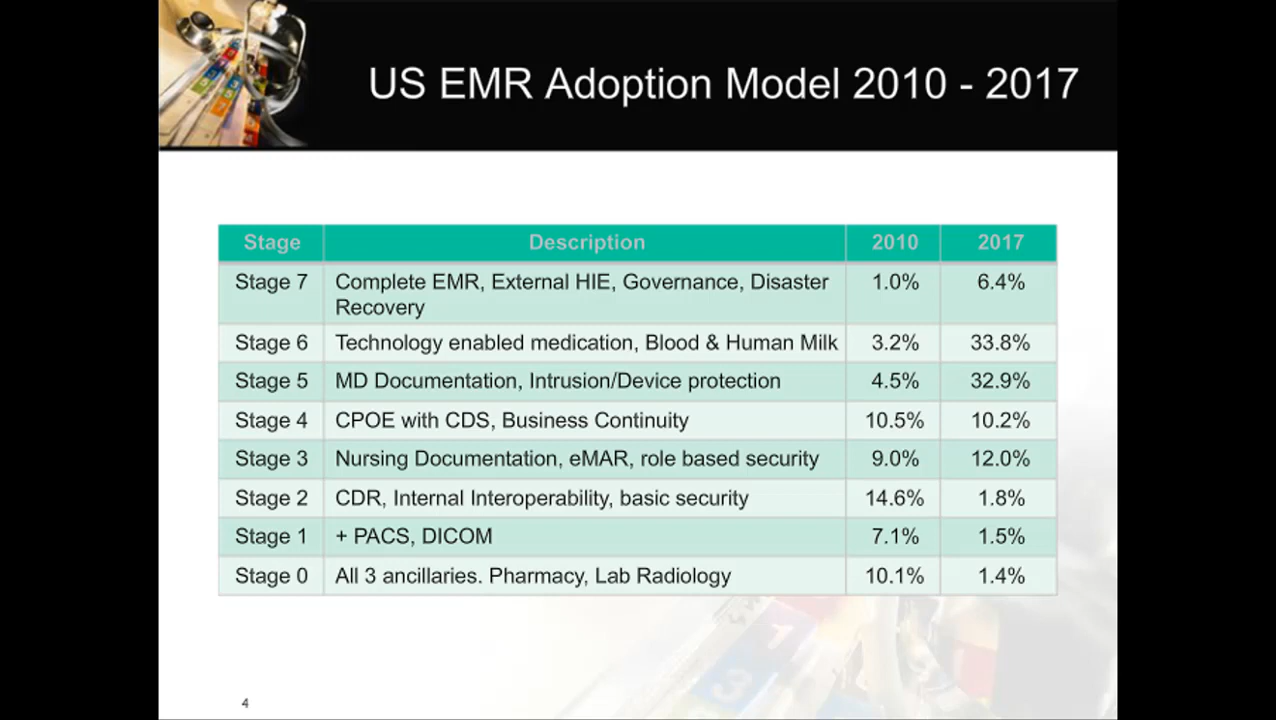 US EMR Adoption Model 2010 - 2017
Stage Description 2010 2017
Stage 7 Complete EMR, External HIE, Governance, Disaster 1.0% 6.4%
Recovery
Stage 6 Technology enabled medication, Blood & Human Milk 3.2% 33.8%
Stage 5 MD Documentation, Intrusion/Device protection 4.5% 32.9%
Stage 4 CPOE with CDS, Business Continuity 10.5% 10.2%
Stage 3 Nursing Documentation, eMAR, role based security 9.0% 12.0%
Stage 2 CDR, Internal Interoperability, basic security 14.6% 1.8%
Stage 1 + PACS, DICOM 7.1% 1.5%
Stage 0 All 3 ancillaries. Pharmacy, Lab Radiology 10.1% 1.4%
4